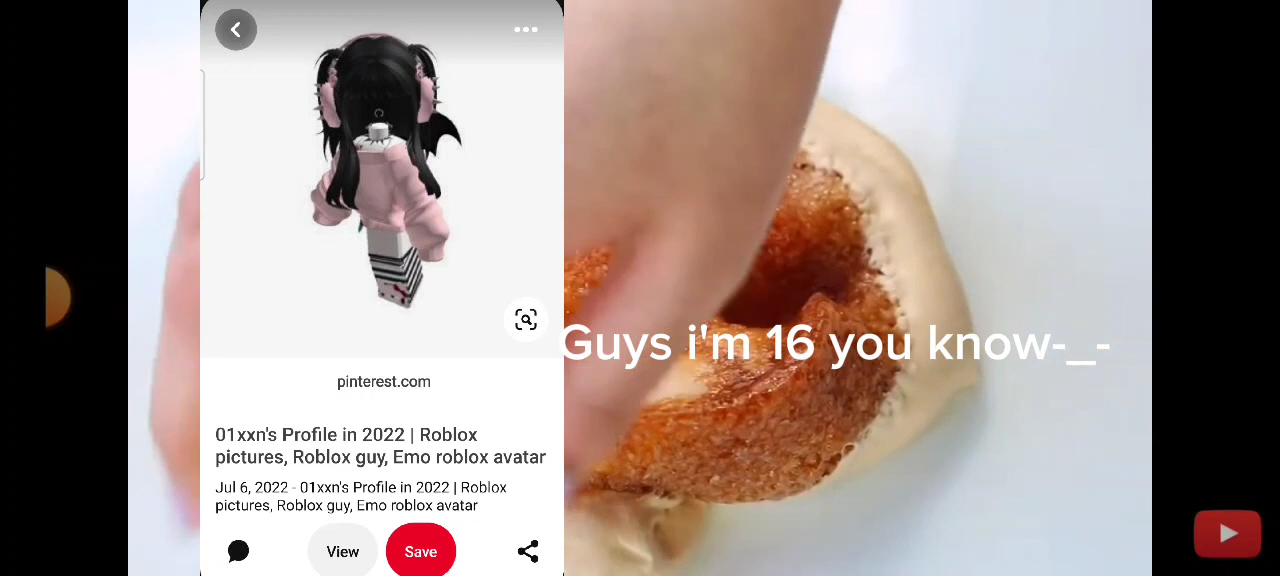 pinterest.com
01xxn's Profile in 2022 | Roblox
pictures, Roblox guy, Emo roblox avatar
Jul 6, 2022 - 01xxn's Profile in 2022 | Roblox
pictures, Roblox guy, Emo roblox avatar
View
Save
Guys i'm 16 you know-_-